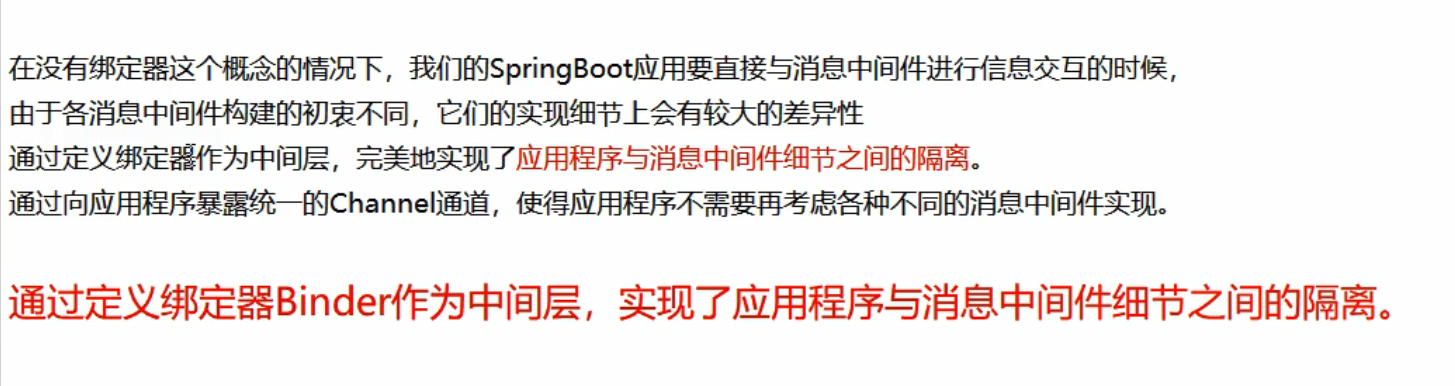 在没有绑定器这个概念的情况下，我们的SpringBoot应用要直接与消息中间件进行信息交互的时候，
由于各消息中间件构建的初衷不同，它们的实现细节上会有较大的差异性
通过定义绑定器作为中间层，完美地实现了应用程序与消息中间件细节之间的隔离。
通过向应用程序暴露统一的Channel通道，使得应用程序不需要再考虑各种不同的消息中间件实现。
通过定义绑定器Binder作为中间层，实现了应用程序与消息中间件细节之间的隔离。